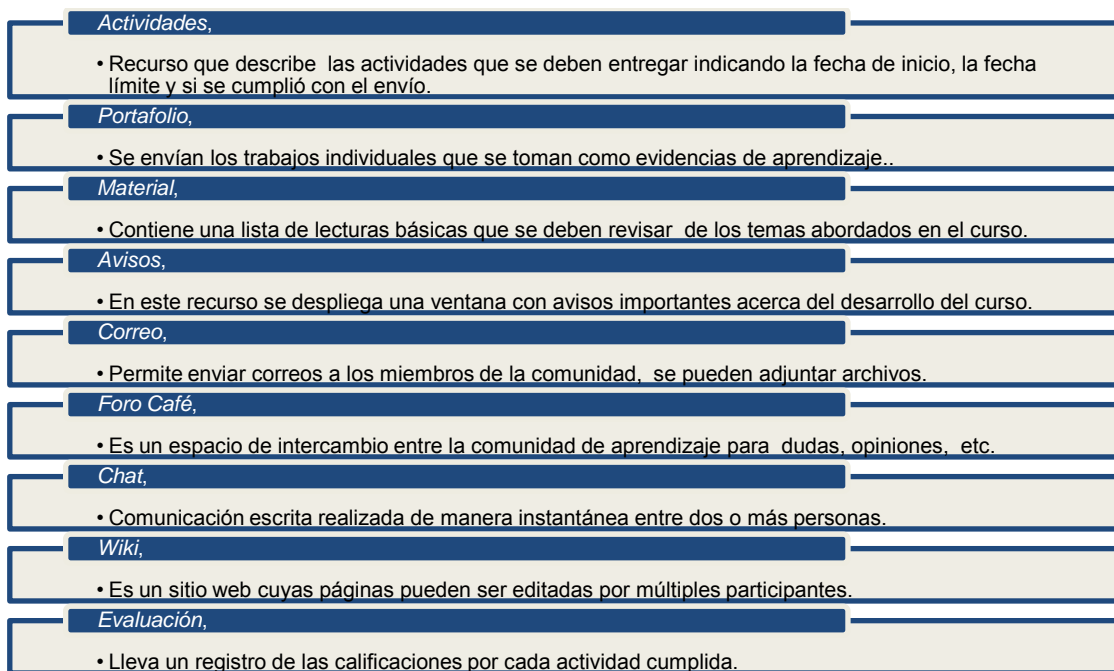 Actividades,
• Recurso que describe las actividades que se deben entregar indicando la fecha de inicio, la fecha
límite y si se cumplió con el envío.
Portafolio,
• Se envían los trabajos individuales que se toman como evidencias de aprendizaje..
Material,
• Contiene una lista de lecturas básicas que se deben revisar de los temas abordados en el curso.
Avisos,
• En este recurso se despliega una ventana con avisos importantes acerca del desarrollo del curso.
Correo,
• Permite enviar correos a los miembros de la comunidad, se pueden adjuntar archivos.
Foro Café,
• Es un espacio de intercambio entre la comunidad de aprendizaje para dudas, opiniones, etc.
Chat,
• Comunicación escrita realizada de manera instantánea entre dos o más personas.
Wiki,
• Es un sitio web cuyas páginas pueden ser editadas por múltiples participantes.
Evaluación,
• Lleva un registro de las calificaciones por cada actividad cumplida.